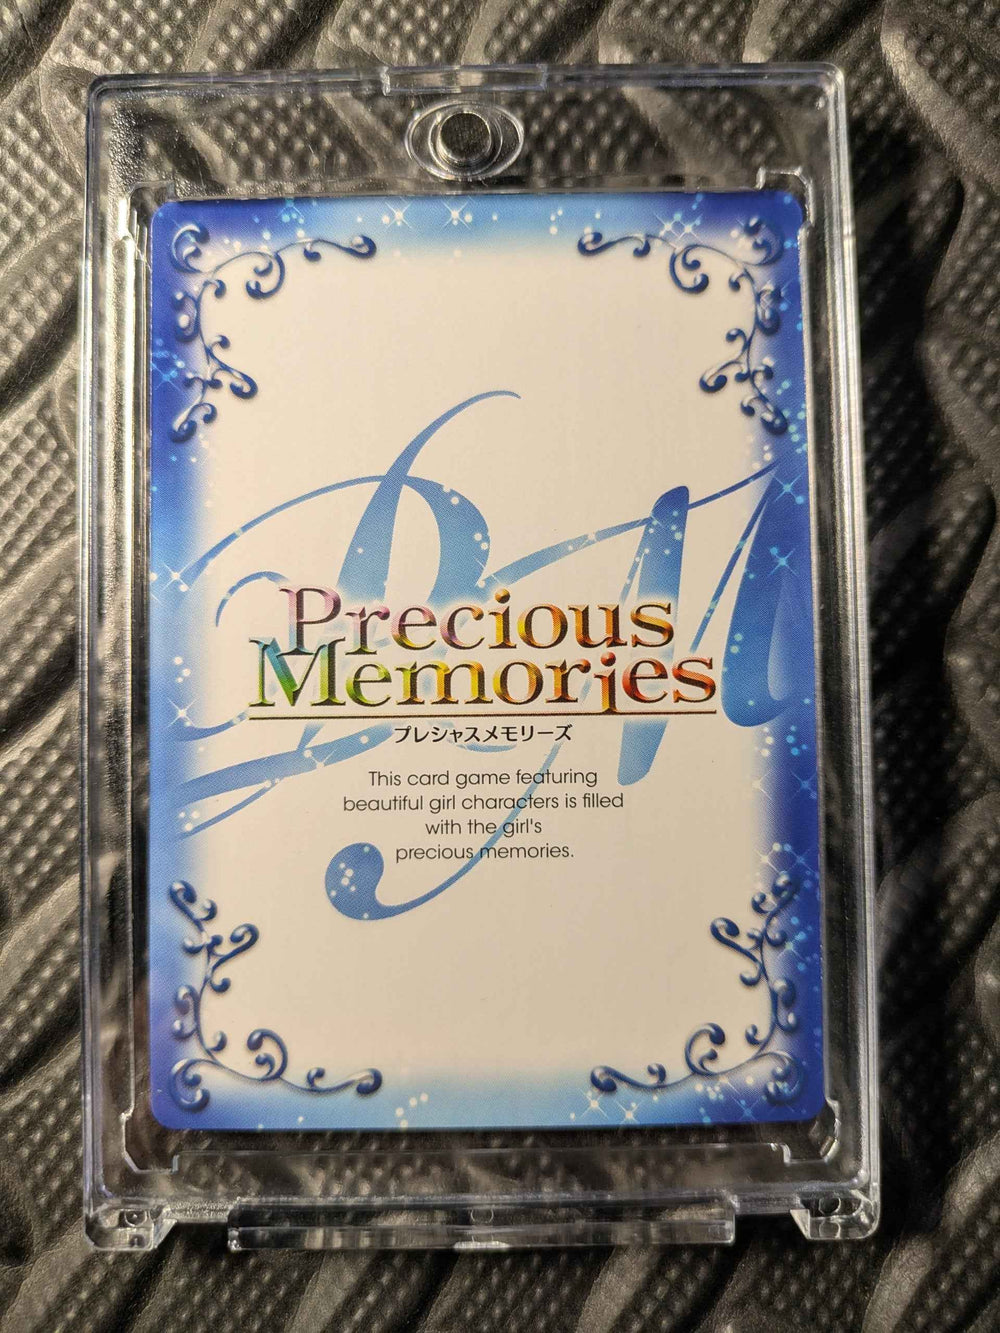 PM
Precious
Memories
プレシャスメモリーズ
This card game featuring
beautiful girl characters is filled
with the girl's
precious memories.